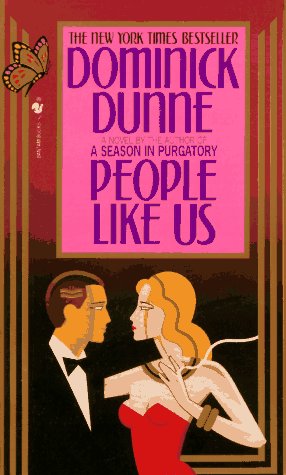 THE NEW YORK TIMES BESTSELLER
DOMINICK
DUNNE
A NOVEL BY THE AUTHOR OF
A SEASON IN PURGATORY
PEOPLE
LIKE US